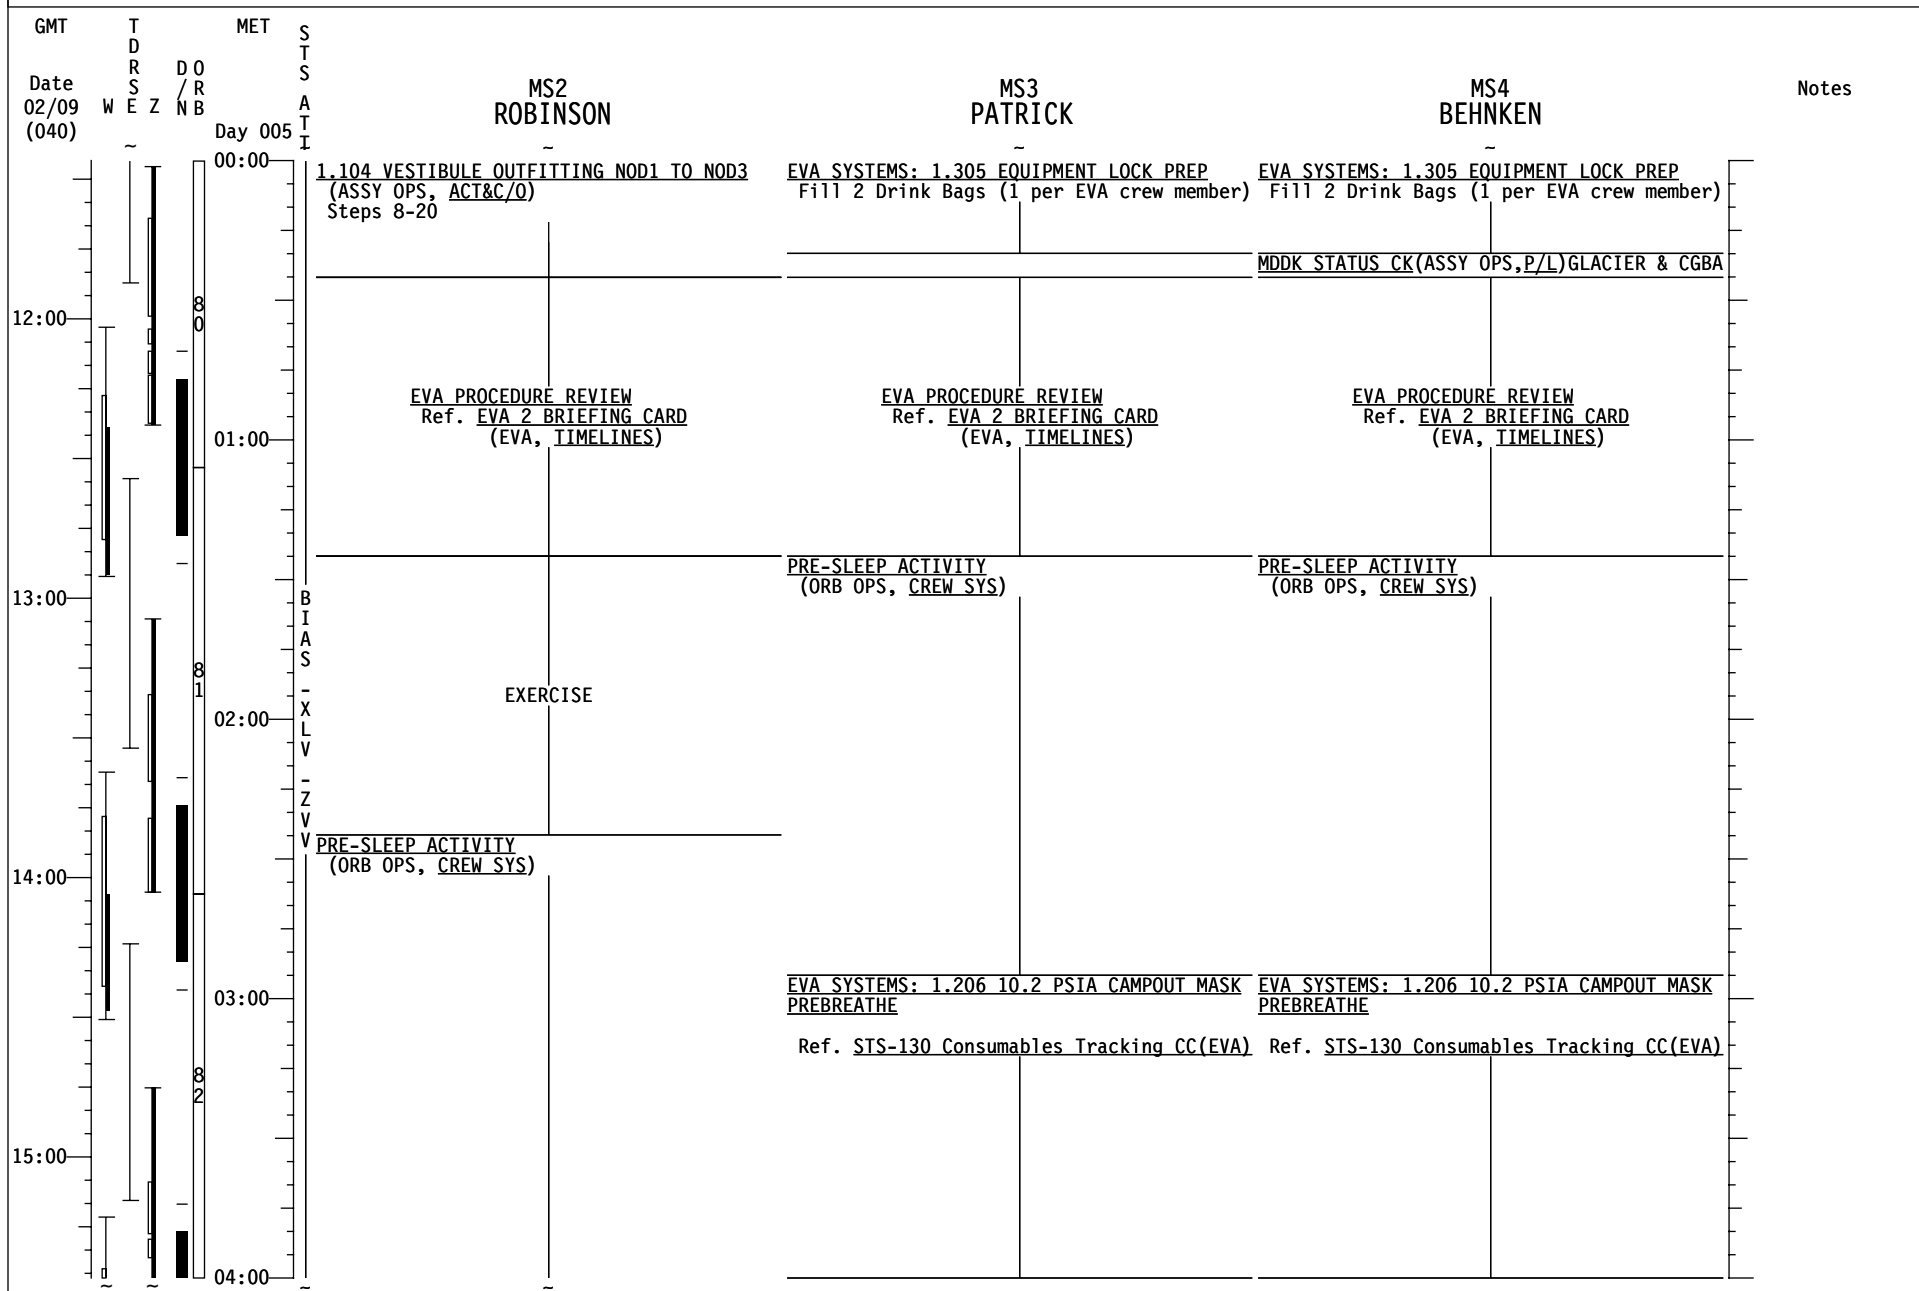 GMT
Date
02/09
(040)
TDRS
W E Z
D/N
ORB
MET
Day 005
STS ATT
MS2
ROBINSON
MS3
PATRICK
MS4
BEHNKEN
Notes
~ ~ ~ ~
00:00
1.104 VESTIBULE OUTFITTING NOD1 TO NOD3
(ASSY OPS, ACT&C/O)
Steps 8-20
EVA SYSTEMS: 1.305 EQUIPMENT LOCK PREP
Fill 2 Drink Bags (1 per EVA crew member)
EVA SYSTEMS: 1.305 EQUIPMENT LOCK PREP
Fill 2 Drink Bags (1 per EVA crew member)
MDDK STATUS CK(ASSY OPS,P/L)GLACIER & CGBA
80
12:00
EVA PROCEDURE REVIEW
Ref. EVA 2 BRIEFING CARD
(EVA, TIMELINES)
EVA PROCEDURE REVIEW
Ref. EVA 2 BRIEFING CARD
(EVA, TIMELINES)
EVA PROCEDURE REVIEW
Ref. EVA 2 BRIEFING CARD
(EVA, TIMELINES)
01:00
PRE-SLEEP ACTIVITY
(ORB OPS, CREW SYS)
PRE-SLEEP ACTIVITY
(ORB OPS, CREW SYS)
13:00
BIAS -XLV -ZVV
81
EXERCISE
02:00
PRE-SLEEP ACTIVITY
(ORB OPS, CREW SYS)
14:00
03:00
EVA SYSTEMS: 1.206 10.2 PSIA CAMPOUT MASK
PREBREATHE
Ref. STS-130 Consumables Tracking CC(EVA)
EVA SYSTEMS: 1.206 10.2 PSIA CAMPOUT MASK
PREBREATHE
Ref. STS-130 Consumables Tracking CC(EVA)
82
15:00
04:00
~ ~ ~ ~